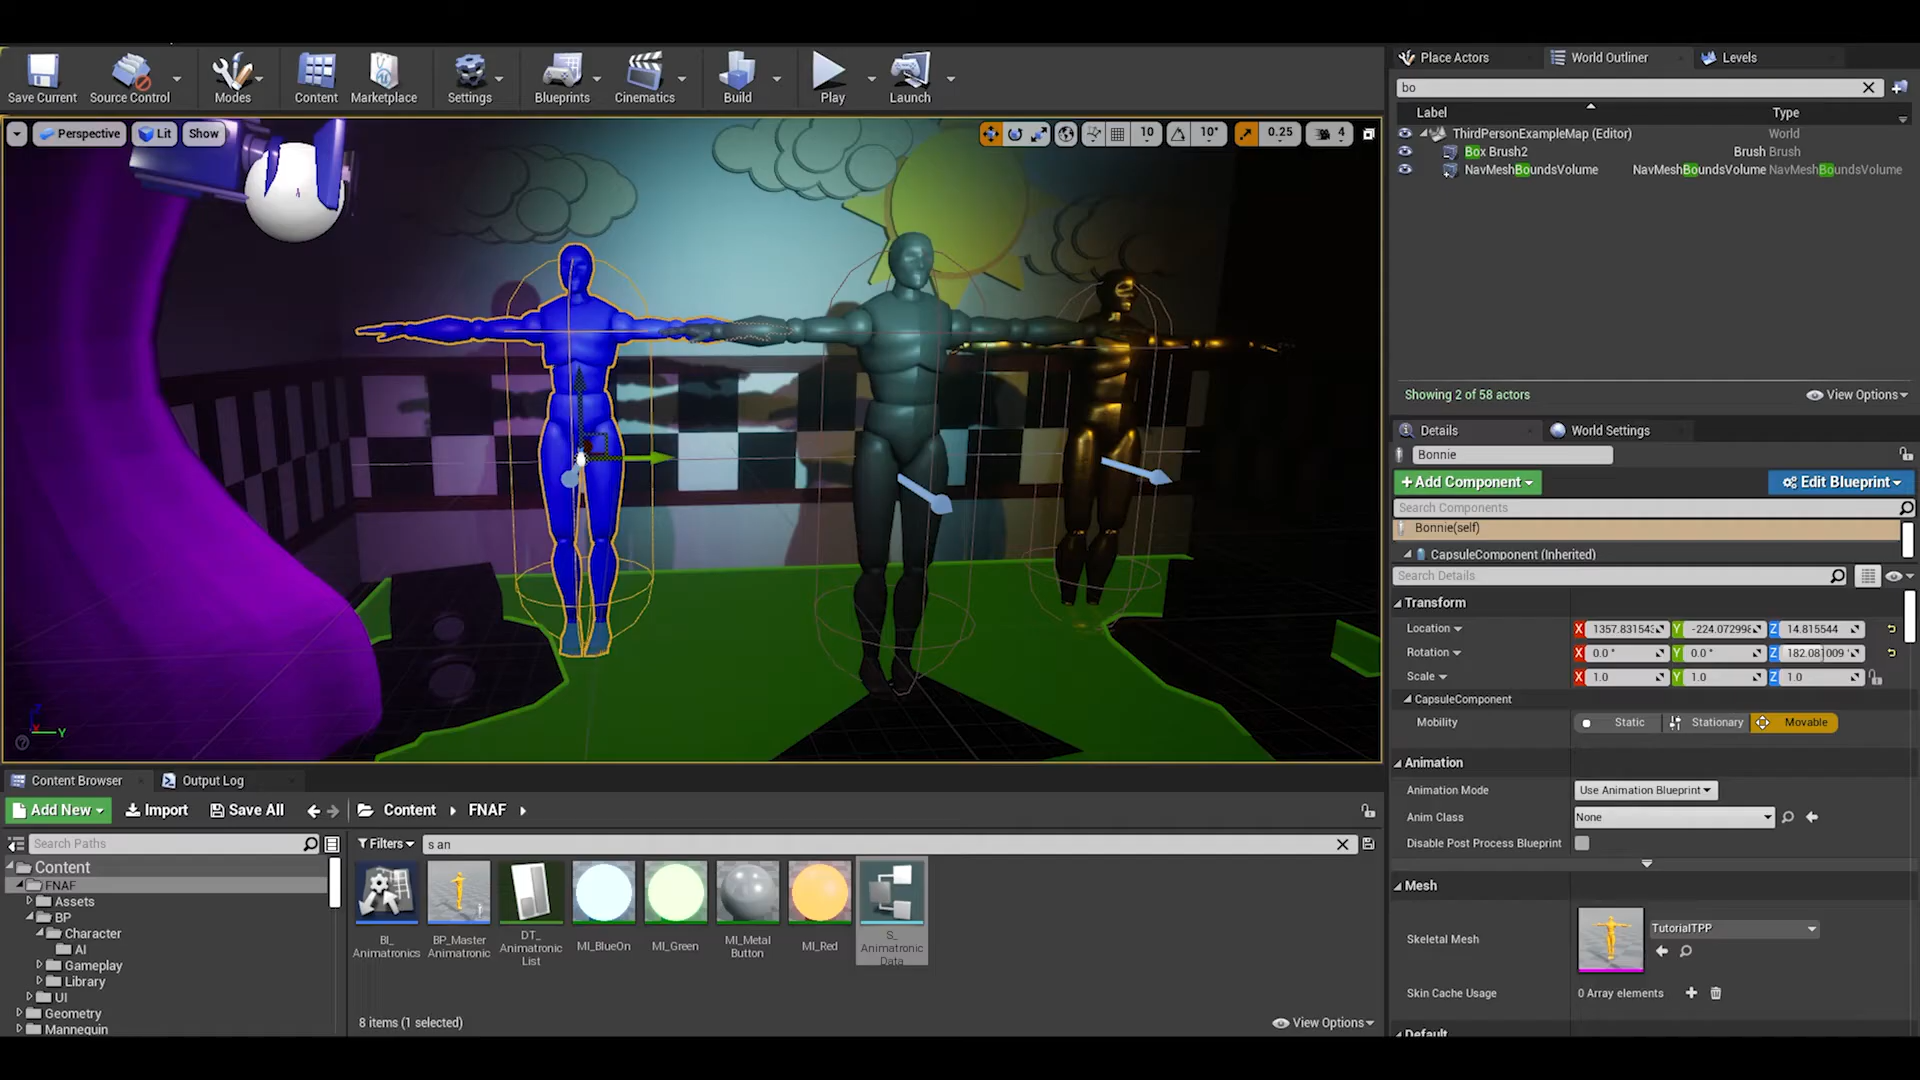 Save Current
Source Control
Modes
Content
Marketplace
Settings
Blueprints
Cinematics
Build
Play
Launch
Perspective
Lit
Show
10
10°
0.25
4
Place Actors
World Outliner
Levels
bo
Label
Type
ThirdPersonExampleMap (Editor)
World
Box Brush2
Brush Brush
NavMeshBoundsVolume
NavMeshBoundsVolume NavMeshBoundsVolume
Showing 2 of 58 actors
View Options
Details
World Settings
Bonnie
+ Add Component
Edit Blueprint
Search Components
Bonnie(self)
CapsuleComponent (Inherited)
Search Details
Transform
Location
X
1357.83154
Y
-224.07299
Z
14.815544
Rotation
X
0.0 °
Y
0.0 °
Z
182.081009 °
Scale
X
1.0
Y
1.0
Z
1.0
CapsuleComponent
Mobility
Static
Stationary
Movable
Animation
Animation Mode
Use Animation Blueprint
Anim Class
None
Disable Post Process Blueprint
Mesh
Skeletal Mesh
TutorialTPP
Skin Cache Usage
0 Array elements
Default
Z
X
Y
Content Browser
Output Log
Add New
Import
Save All
Content
FNAF
Search Paths
Filters
s an
Content
FNAF
Assets
BP
Character
AI
Gameplay
Library
UI
Geometry
Mannequin
BI_
Animatronics
BP_Master
Animatronic
DT_
Animatronic
List
MI_BlueOn
MI_Green
MI_Metal
Button
MI_Red
S_
Animatronic
Data
8 items (1 selected)
View Options